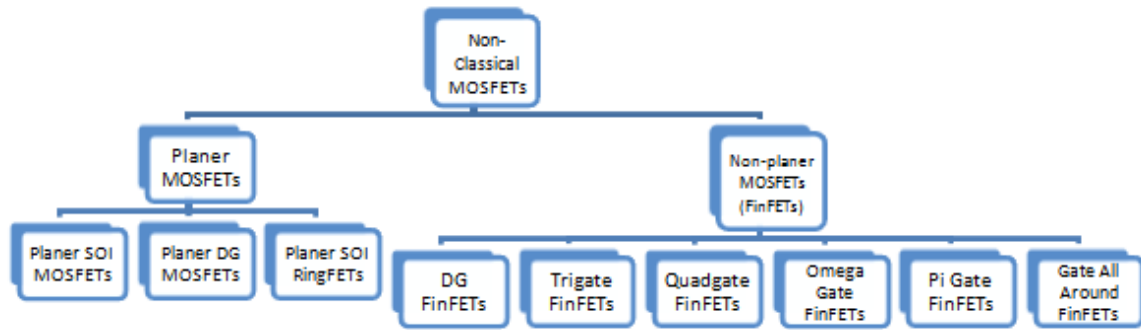 Non-
Classical
MOSFETs
Planer
MOSFETs
Non-planer
MOSFETs
(FinFETs)
Planer SOI
MOSFETs
Planer DG
MOSFETs
Planer SOI
RingFETs
DG
FinFETs
Trigate
FinFETs
Quadgate
FinFETs
Omega
Gate
FinFETs
Pi Gate
FinFETs
Gate All
Around
FinFETs